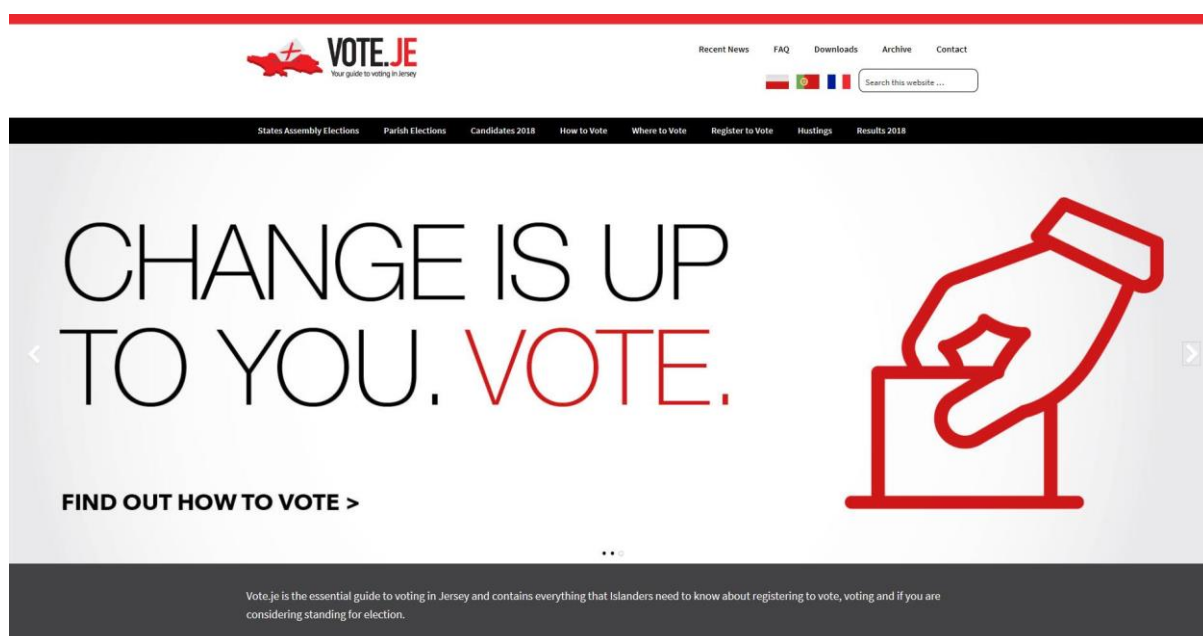 VOTE.JE
Your guide to voting in Jersey
Recent News FAQ Downloads Archive Contact
Search this website ...
States Assembly Elections Parish Elections Candidates 2018 How to Vote Where to Vote Register to Vote Hustings Results 2018
CHANGE IS UP
TO YOU. VOTE.
FIND OUT HOW TO VOTE >
Vote.je is the essential guide to voting in Jersey and contains everything that Islanders need to know about registering to vote, voting and if you are
considering standing for election.